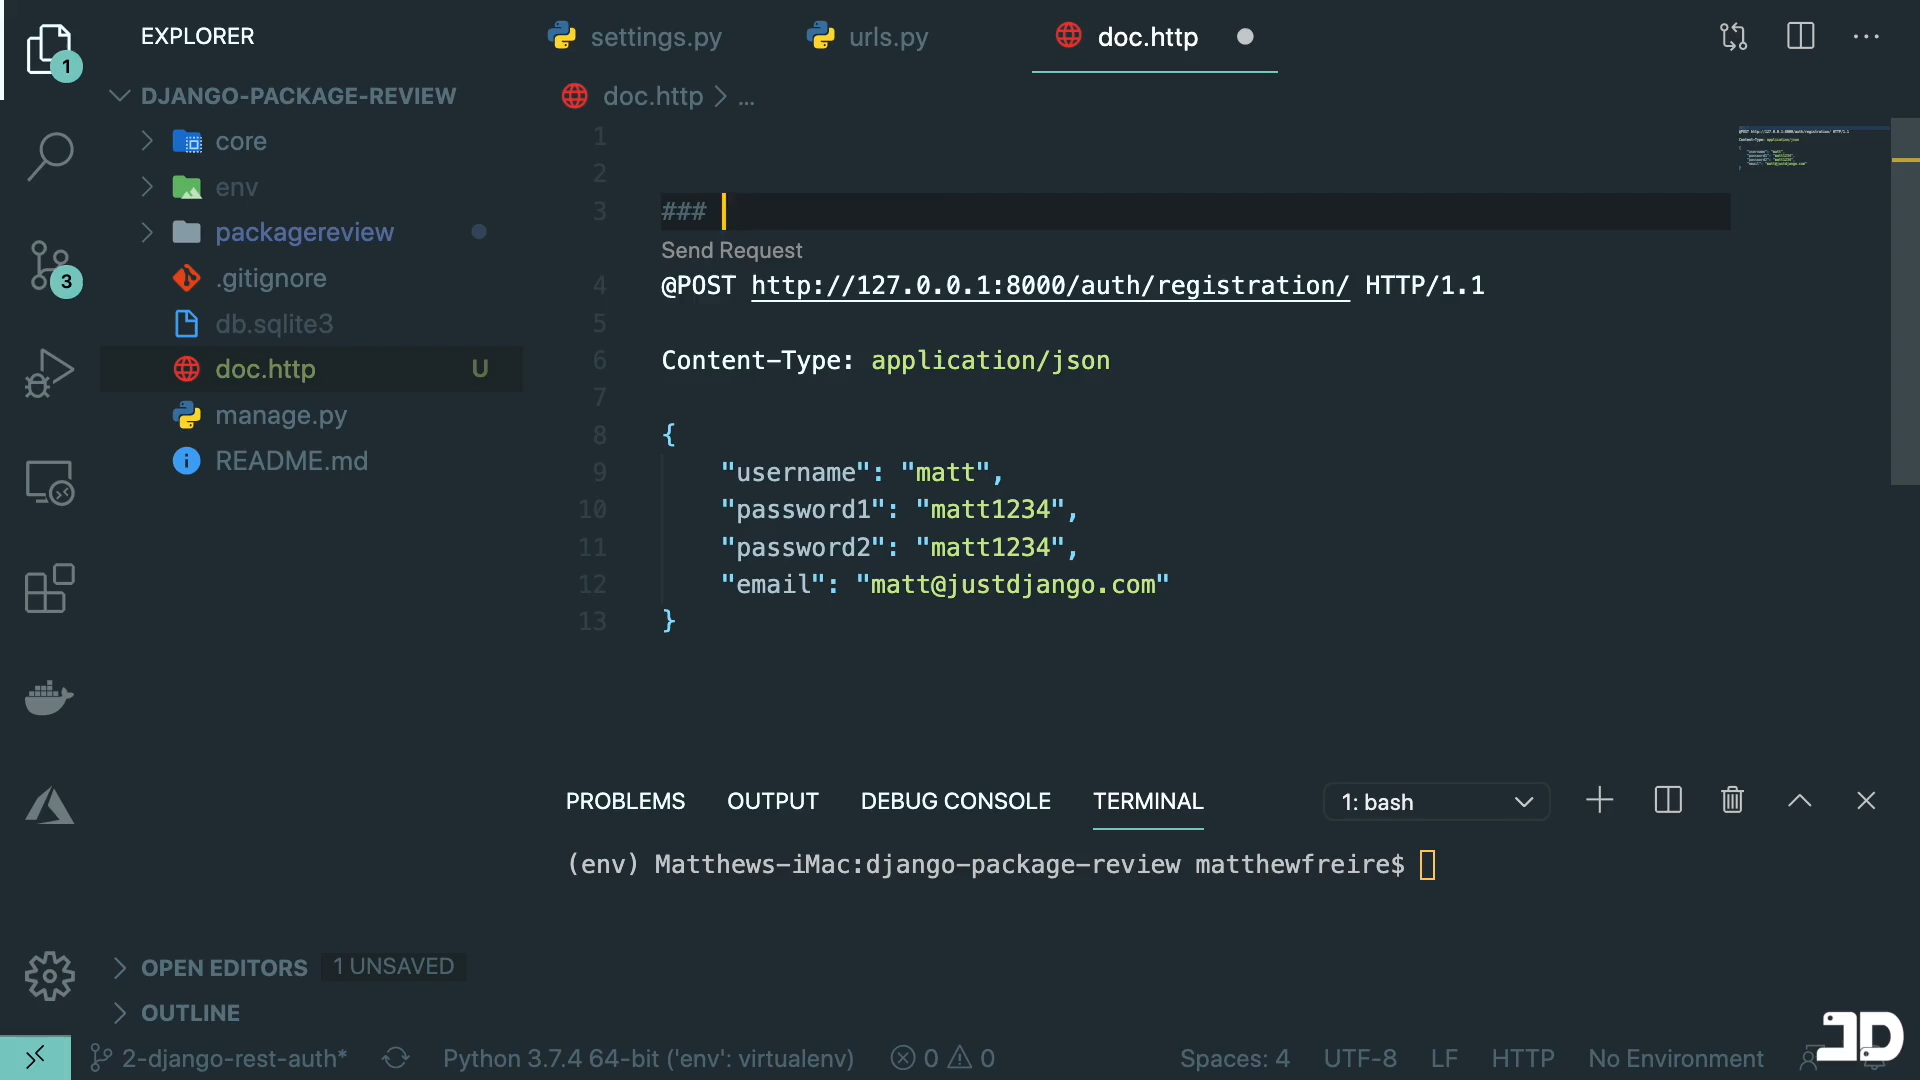 EXPLORER
1
3
DJANGO-PACKAGE-REVIEW
core
env
packagereview
.gitignore
db.sqlite3
doc.http U
manage.py
README.md
OPEN EDITORS 1 UNSAVED
OUTLINE
settings.py urls.py doc.http
doc.http > ...
1
2
3 ###
Send Request
4 @POST http://127.0.0.1:8000/auth/registration/ HTTP/1.1
5
6 Content-Type: application/json
7
8 {
9 "username": "matt",
10 "password1": "matt1234",
11 "password2": "matt1234",
12 "email": "matt@justdjango.com"
13 }
PROBLEMS OUTPUT DEBUG CONSOLE TERMINAL 1: bash
(env) Matthews-iMac:django-package-review matthewfreire$
2-django-rest-auth* Python 3.7.4 64-bit ('env': virtualenv) 0 0 Spaces: 4 UTF-8 LF HTTP No Environment
JD